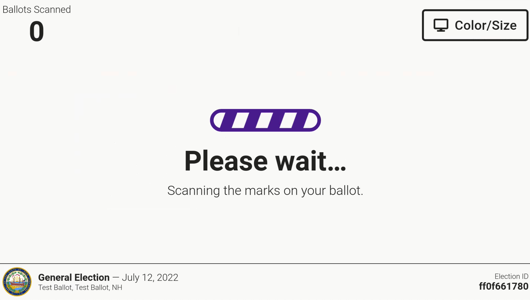 Ballots Scanned
0
Color/Size
Please wait…
Scanning the marks on your ballot.
General Election — July 12, 2022
Test Ballot, Test Ballot, NH
Election ID
ff0f661780